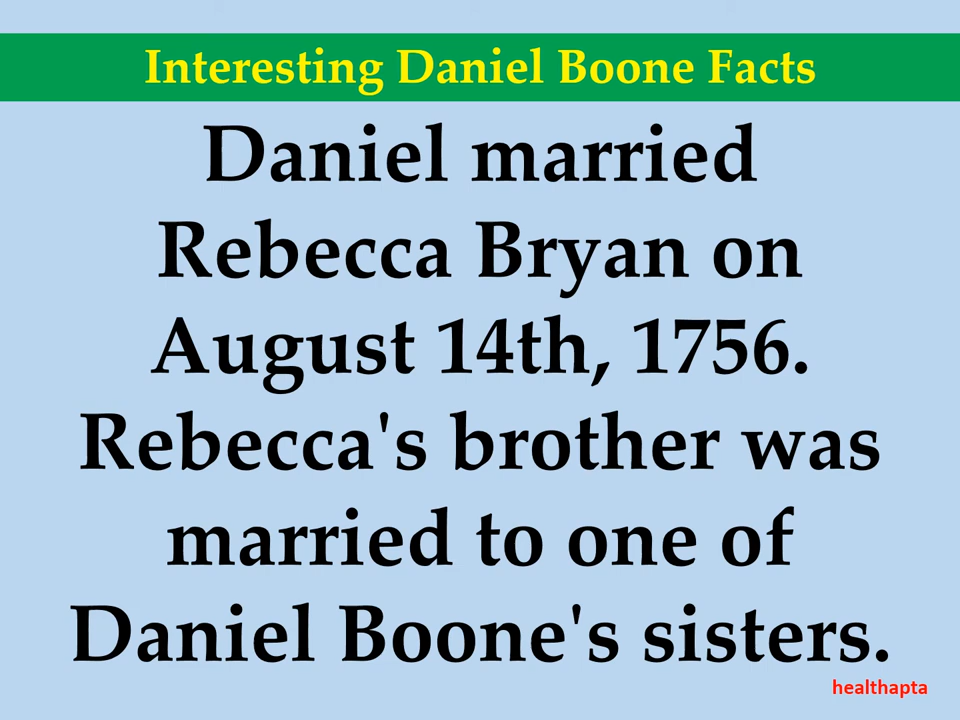 Interesting Daniel Boone Facts
Daniel married
Rebecca Bryan on
August 14th, 1756.
Rebecca's brother was
married to one of
Daniel Boone's sisters.
healthapta